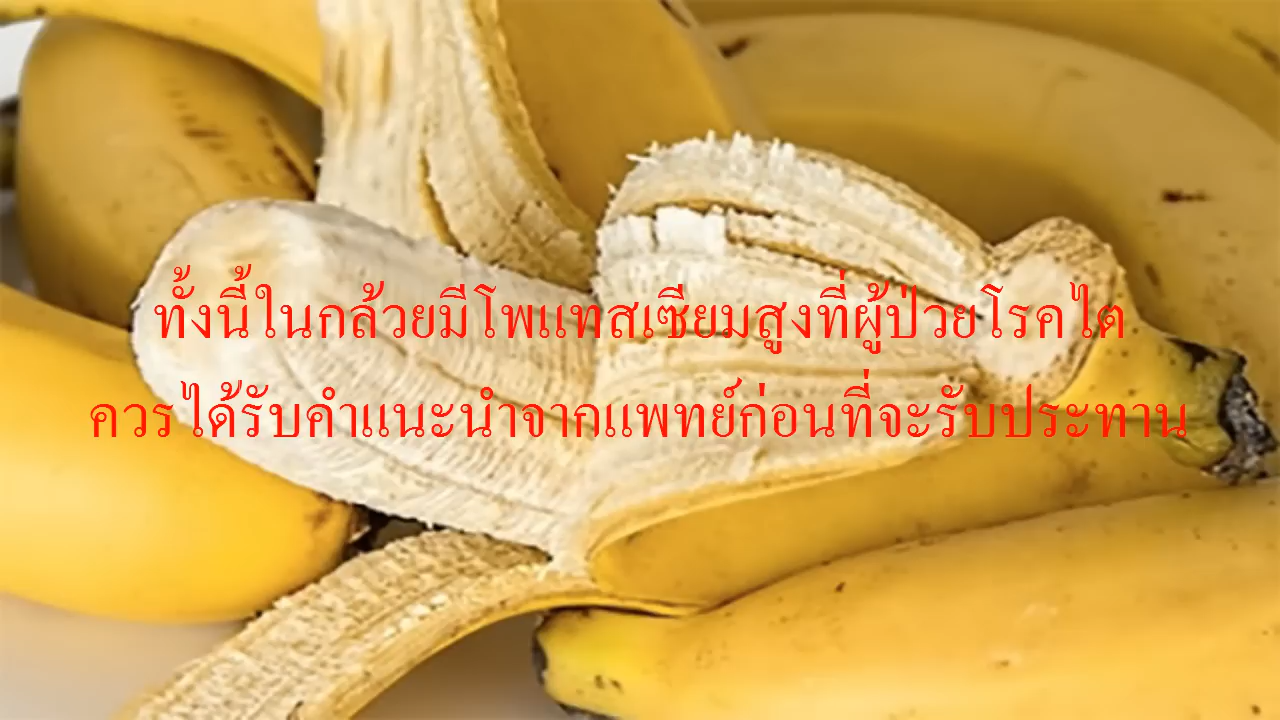 ทั้งนี้ในกล้วยมีโพแทสเซียมสูงที่ผู้ป่วยโรคไต
ควรได้รับคำแนะนำจากแพทย์ก่อนที่จะรับประทาน